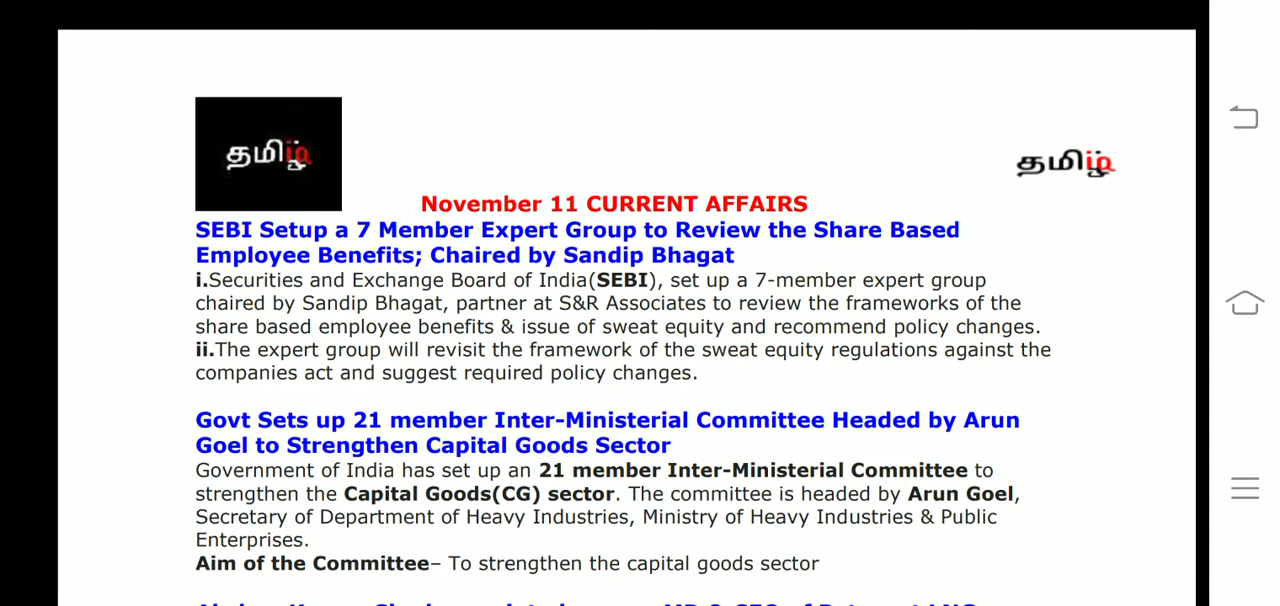 தமிழ்
தமிழ்
November 11 CURRENT AFFAIRS
SEBI Setup a 7 Member Expert Group to Review the Share Based
Employee Benefits; Chaired by Sandip Bhagat
i.Securities and Exchange Board of India(SEBI), set up a 7-member expert group
chaired by Sandip Bhagat, partner at S&R Associates to review the frameworks of the
share based employee benefits & issue of sweat equity and recommend policy changes.
ii.The expert group will revisit the framework of the sweat equity regulations against the
companies act and suggest required policy changes.
Govt Sets up 21 member Inter-Ministerial Committee Headed by Arun
Goel to Strengthen Capital Goods Sector
Government of India has set up an 21 member Inter-Ministerial Committee to
strengthen the Capital Goods(CG) sector. The committee is headed by Arun Goel,
Secretary of Department of Heavy Industries, Ministry of Heavy Industries & Public
Enterprises.
Aim of the Committee– To strengthen the capital goods sector